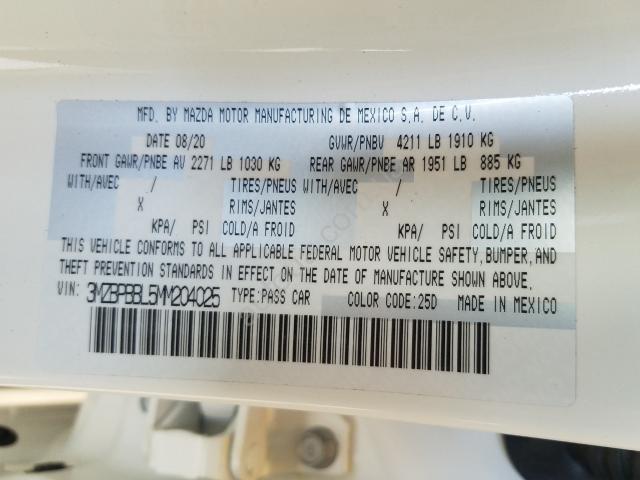 MFD. BY MAZDA MOTOR MANUFACTURING DE MEXICO S.A. DE C.V.
DATE 08/20 GVWR/PNBV 4211 LB 1910 KG
FRONT GAWR/PNBE AV 2271 LB 1030 KG REAR GAWR/PNBE AR 1951 LB 885 KG
WITH/AVEC / TIRES/PNEUS WITH/AVEC / TIRES/PNEUS
X RIMS/JANTES X RIMS/JANTES
KPA/ PSI COLD/A FROID KPA/ PSI COLD/A FROID
THIS VEHICLE CONFORMS TO ALL APPLICABLE FEDERAL MOTOR VEHICLE SAFETY, BUMPER, AND
THEFT PREVENTION STANDARDS IN EFFECT ON THE DATE OF MANUFACTURE SHOWN ABOVE.
VIN: 3MZBPBBL5MM204025 TYPE:PASS CAR COLOR CODE:25D MADE IN MEXICO